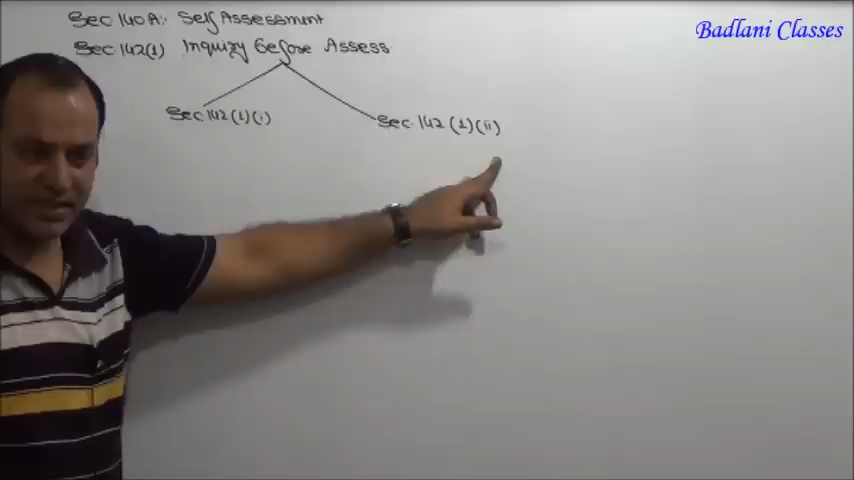 Badlani Classes
Sec 140A: Self Assessment
Sec 142(1) Inquiry Before Assess
Sec 142(1)(i)
Sec. 142(1)(ii)